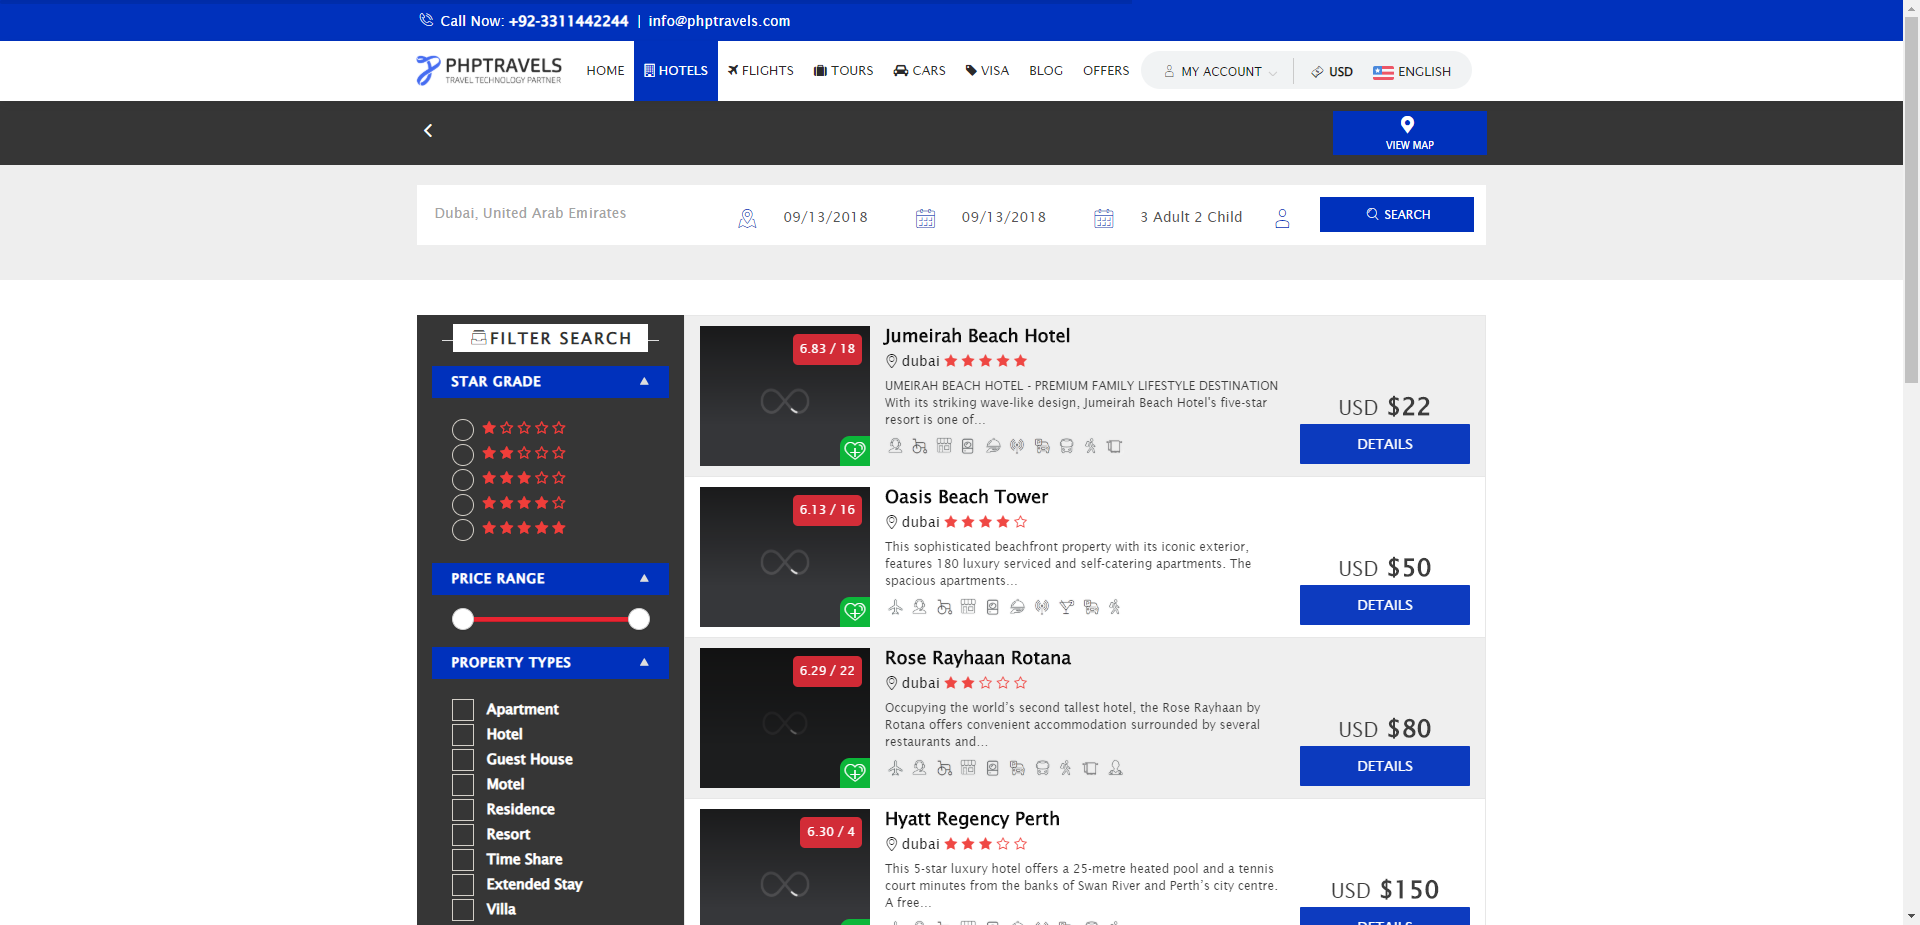 Call Now: +92-3311442244 | info@phptravels.com
PHPTRAVELS
TRAVEL TECHNOLOGY PARTNER
HOME HOTELS FLIGHTS TOURS CARS VISA BLOG OFFERS MY ACCOUNT USD ENGLISH
VIEW MAP
Dubai, United Arab Emirates 09/13/2018 09/13/2018 3 Adult 2 Child SEARCH
FILTER SEARCH
STAR GRADE
PRICE RANGE
PROPERTY TYPES
Apartment
Hotel
Guest House
Motel
Residence
Resort
Time Share
Extended Stay
Villa
6.83 / 18
Jumeirah Beach Hotel
dubai
UMEIRAH BEACH HOTEL - PREMIUM FAMILY LIFESTYLE DESTINATION
With its striking wave-like design, Jumeirah Beach Hotel's five-star
resort is one of...
USD $22
DETAILS
6.13 / 16
Oasis Beach Tower
dubai
This sophisticated beachfront property with its iconic exterior,
features 180 luxury serviced and self-catering apartments. The
spacious apartments...
USD $50
DETAILS
6.29 / 22
Rose Rayhaan Rotana
dubai
Occupying the world's second tallest hotel, the Rose Rayhaan by
Rotana offers convenient accommodation surrounded by several
restaurants and...
USD $80
DETAILS
6.30 / 4
Hyatt Regency Perth
dubai
This 5-star luxury hotel offers a 25-metre heated pool and a tennis
court minutes from the banks of Swan River and Perth's city centre.
A free...
USD $150
DETAILS